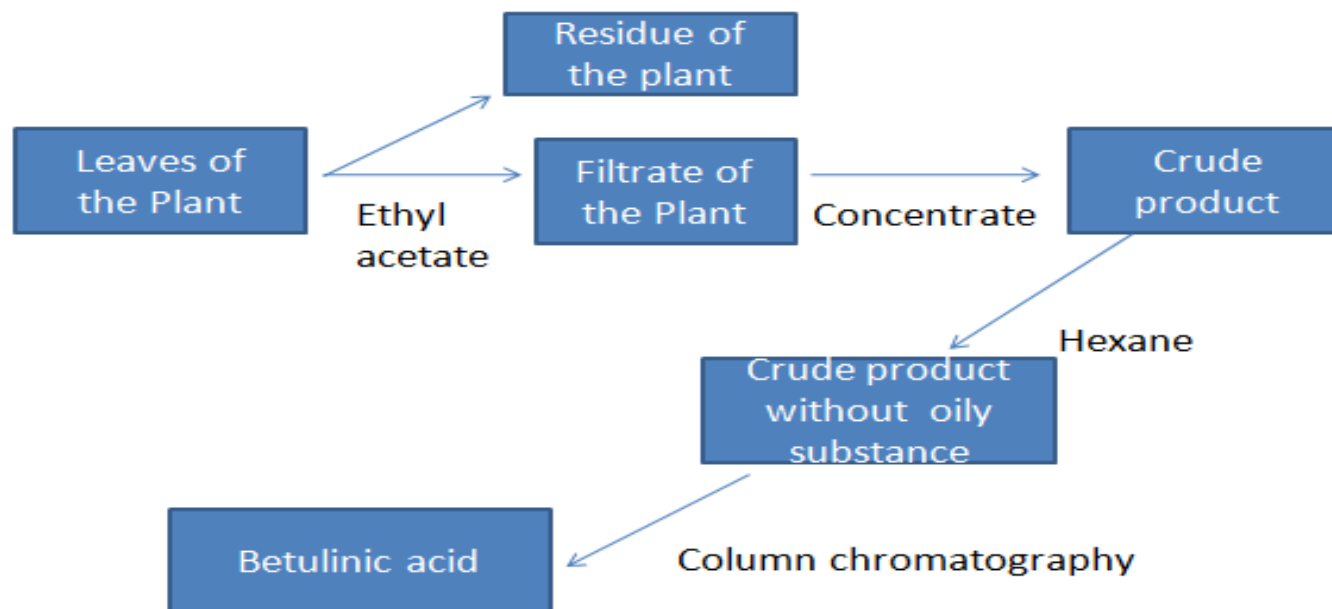 Residue of
the plant
Leaves of
the Plant
Ethyl
acetate
Filtrate of
the Plant
Concentrate
Crude
product
Hexane
Crude product
without oily
substance
Column chromatography
Betulinic acid